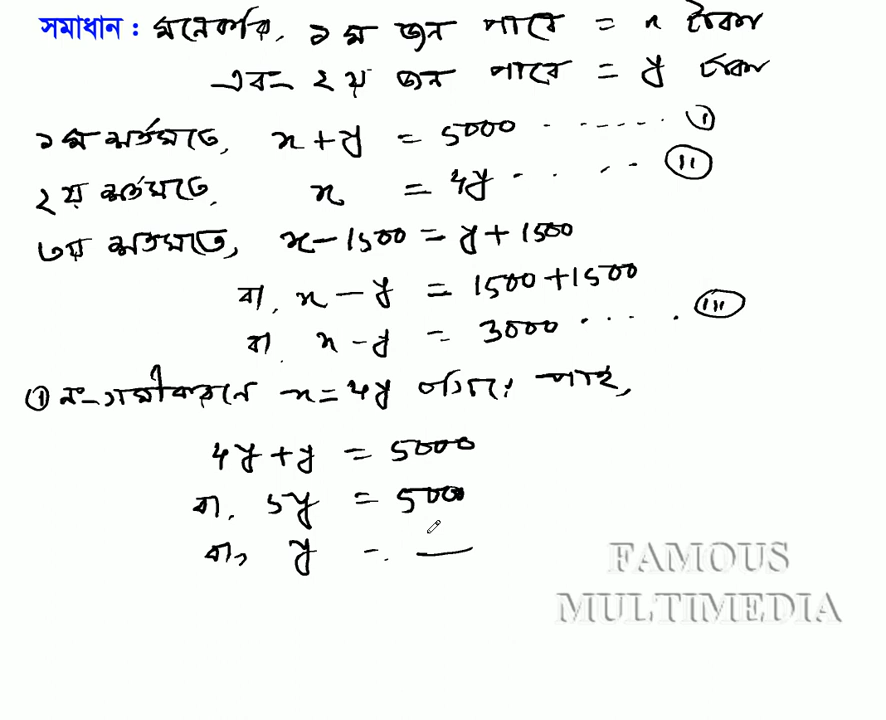 সমাধান : মনেকরি, ১ম জন পাবে = x টাকা
এবং ২য় জন পাবে = y টাকা
১ম শর্তমতে, x + y = 5000 .......... (i)
২য় শর্তমতে, x = 4y ..... (ii)
৩য় শর্তমতে, x - 1500 = y + 1500
বা, x - y = 1500 + 1500
বা, x - y = 3000 ..... (iii)
(i) নং সমীকরনে x = 4y বসিয়ে পাই,
4y + y = 5000
বা, 5y = 5000
বা, y =
FAMOUS
MULTIMEDIA